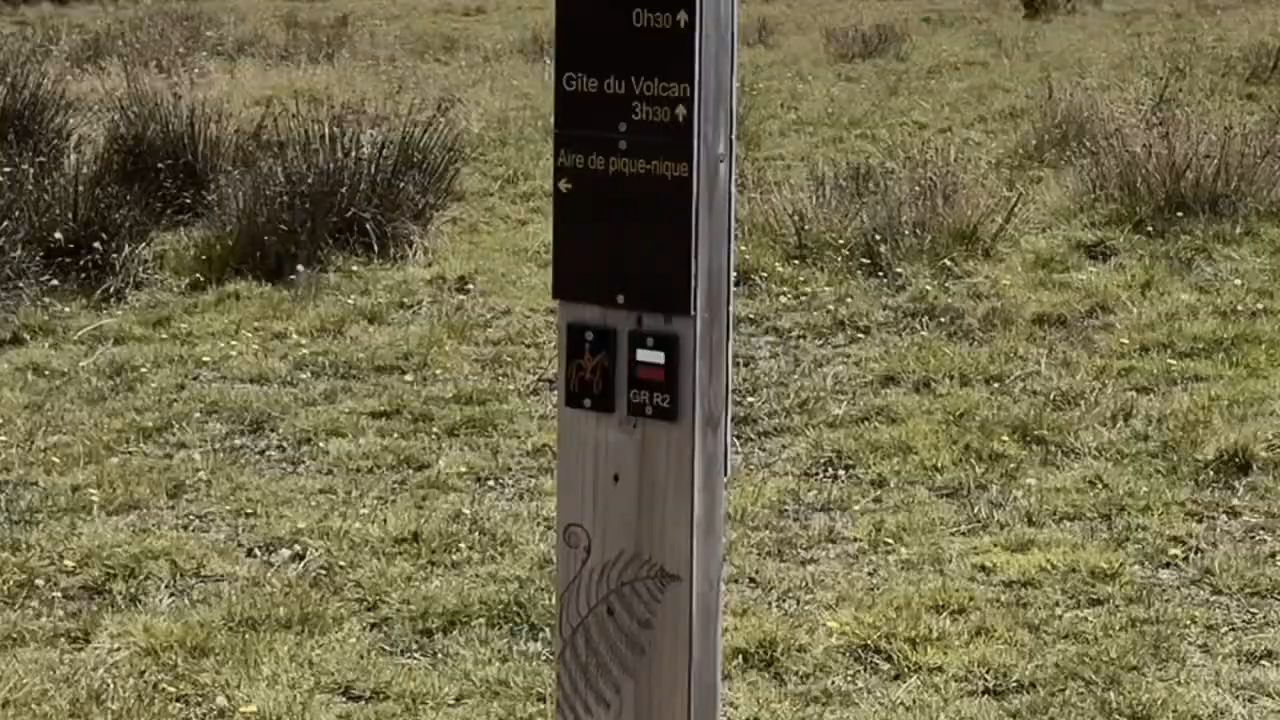 0h30 ↑
Gîte du Volcan
3h30 ↑
Aire de pique-nique
←
GR R2